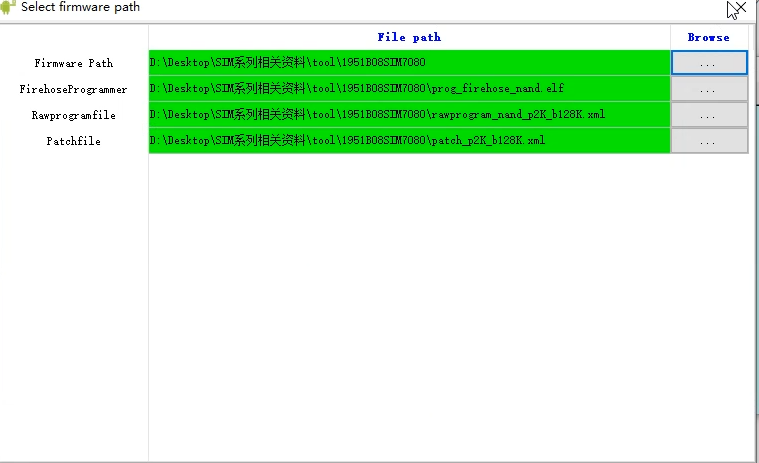 Select firmware path
File path Browse
Firmware Path D:\Desktop\SIM系列相关资料\tool\1951B08SIM7080 ...
FirehoseProgrammer D:\Desktop\SIM系列相关资料\tool\1951B08SIM7080\prog_firehose_nand.elf ...
Rawprogramfile D:\Desktop\SIM系列相关资料\tool\1951B08SIM7080\rawprogram_nand_p2K_b128K.xml ...
Patchfile D:\Desktop\SIM系列相关资料\tool\1951B08SIM7080\patch_p2K_b128K.xml ...